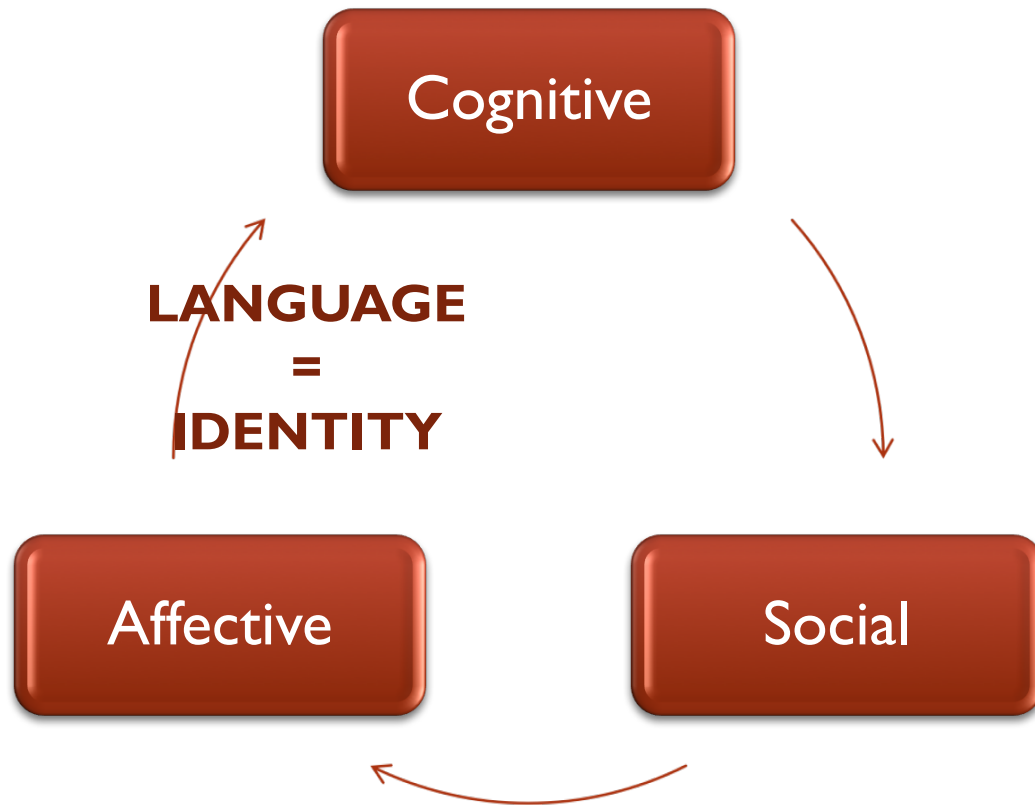 Cognitive
LANGUAGE
=
IDENTITY
Affective
Social